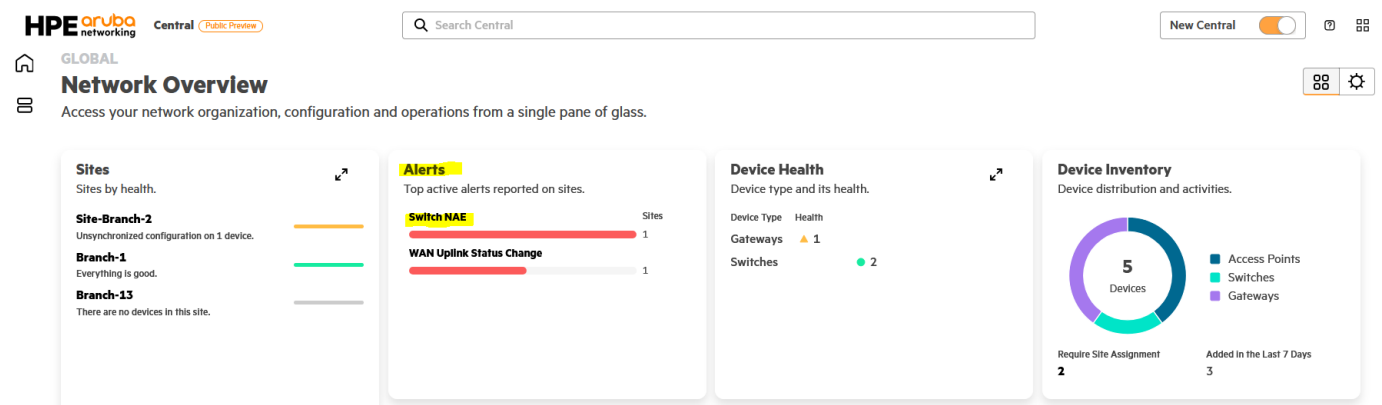 HPE aruba networking Central Public Preview
Search Central
New Central
GLOBAL
Network Overview
Access your network organization, configuration and operations from a single pane of glass.
Sites
Sites by health.
Site-Branch-2
Unsynchronized configuration on 1 device.
Branch-1
Everything is good.
Branch-13
There are no devices in this site.
Alerts
Top active alerts reported on sites.
Sites
Switch NAE
1
WAN Uplink Status Change
1
Device Health
Device type and its health.
Device Type Health
Gateways 1
Switches 2
Device Inventory
Device distribution and activities.
5
Devices
Access Points
Switches
Gateways
Require Site Assignment
2
Added in the Last 7 Days
3